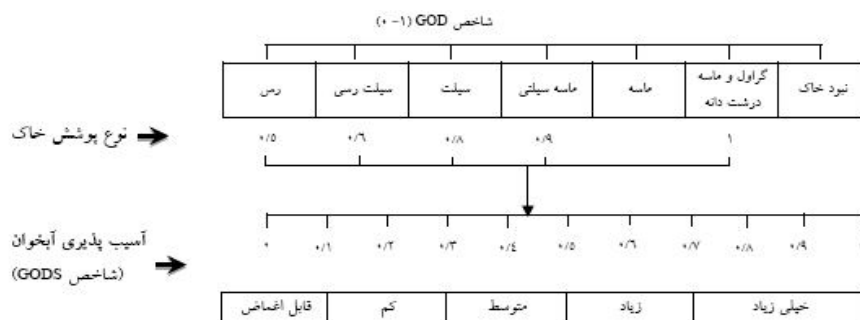 شاخص GOD (۰-۱)
نبود خاک
گراول و ماسه درشت دانه
ماسه
ماسه سیلتی
سیلت
سیلت رسی
رس
نوع پوشش خاک
۰/۵ ۰/۶ ۰/۸ ۰/۹ ۱
آسیب پذیری آبخوان
(شاخص GODS)
۰ ۰/۱ ۰/۲ ۰/۳ ۰/۴ ۰/۵ ۰/۶ ۰/۷ ۰/۸ ۰/۹
قابل اغماض
کم
متوسط
زیاد
خیلی زیاد